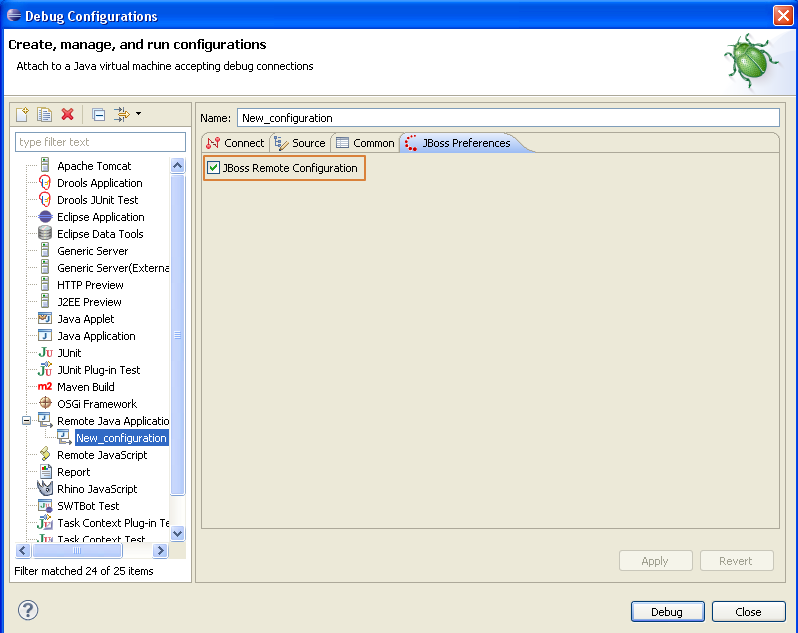 Debug Configurations
Create, manage, and run configurations
Attach to a Java virtual machine accepting debug connections
type filter text
Apache Tomcat
Drools Application
Drools JUnit Test
Eclipse Application
Eclipse Data Tools
Generic Server
Generic Server(Externa
HTTP Preview
J2EE Preview
Java Applet
Java Application
JUnit
JUnit Plug-in Test
Maven Build
OSGi Framework
Remote Java Applicatio
New_configuration
Remote JavaScript
Report
Rhino JavaScript
SWTBot Test
Task Context Plug-in Te
Task Context Test
Filter matched 24 of 25 items
Name: New_configuration
Connect Source Common JBoss Preferences
JBoss Remote Configuration
Apply Revert
Debug Close